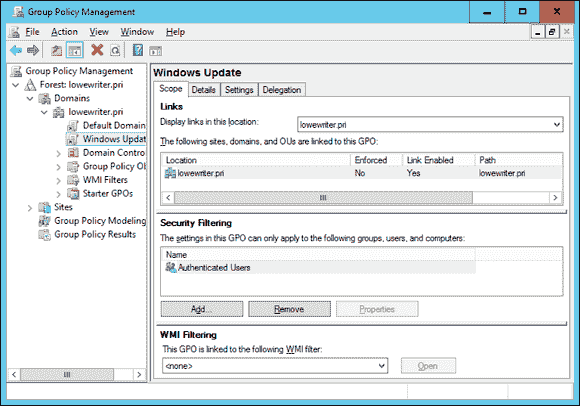 Group Policy Management
File Action View Window Help
Group Policy Management
Forest: lowewriter.pri
Domains
lowewriter.pri
Default Domain
Windows Updat
Domain Contro
Group Policy Ob
WMI Filters
Starter GPOs
Sites
Group Policy Modeling
Group Policy Results
Windows Update
Scope Details Settings Delegation
Links
Display links in this location: lowewriter.pri
The following sites, domains, and OUs are linked to this GPO:
Location Enforced Link Enabled Path
lowewriter.pri No Yes lowewriter.pri
Security Filtering
The settings in this GPO can only apply to the following groups, users, and computers:
Name
Authenticated Users
Add... Remove Properties
WMI Filtering
This GPO is linked to the following WMI filter:
<none> Open